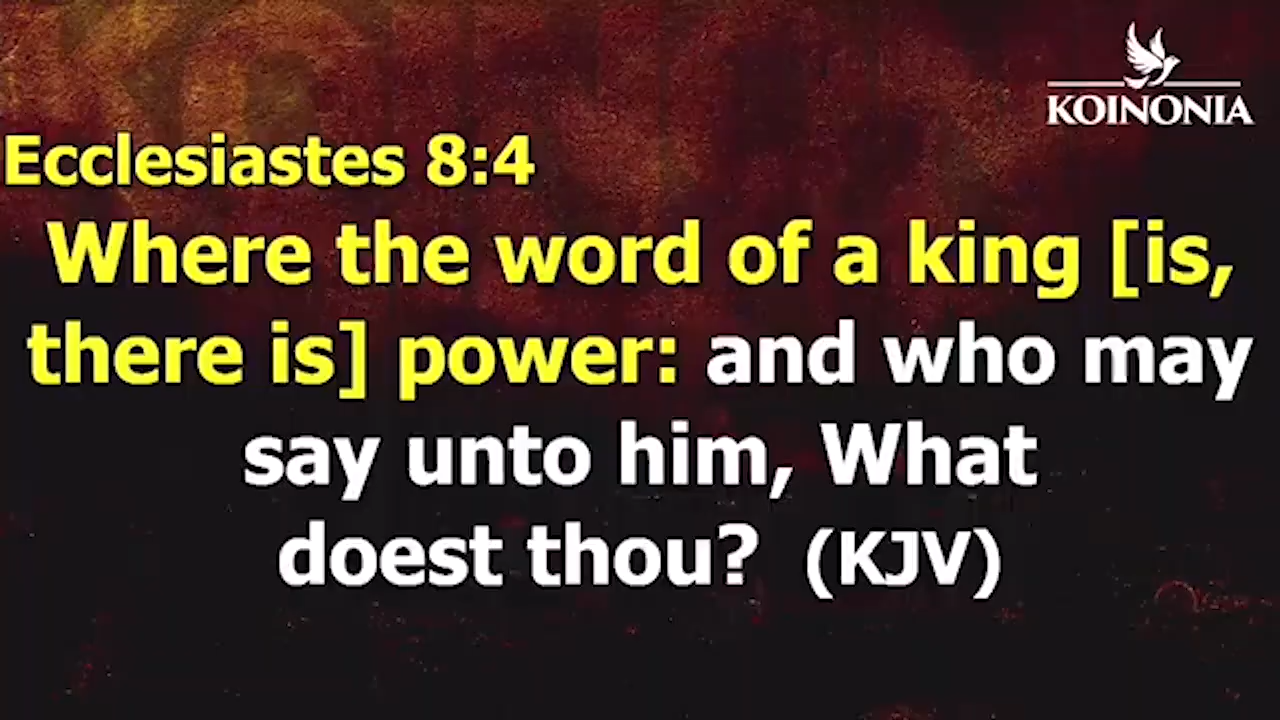 KOINONIA
Ecclesiastes 8:4
Where the word of a king [is,
there is] power: and who may
say unto him, What
doest thou? (KJV)